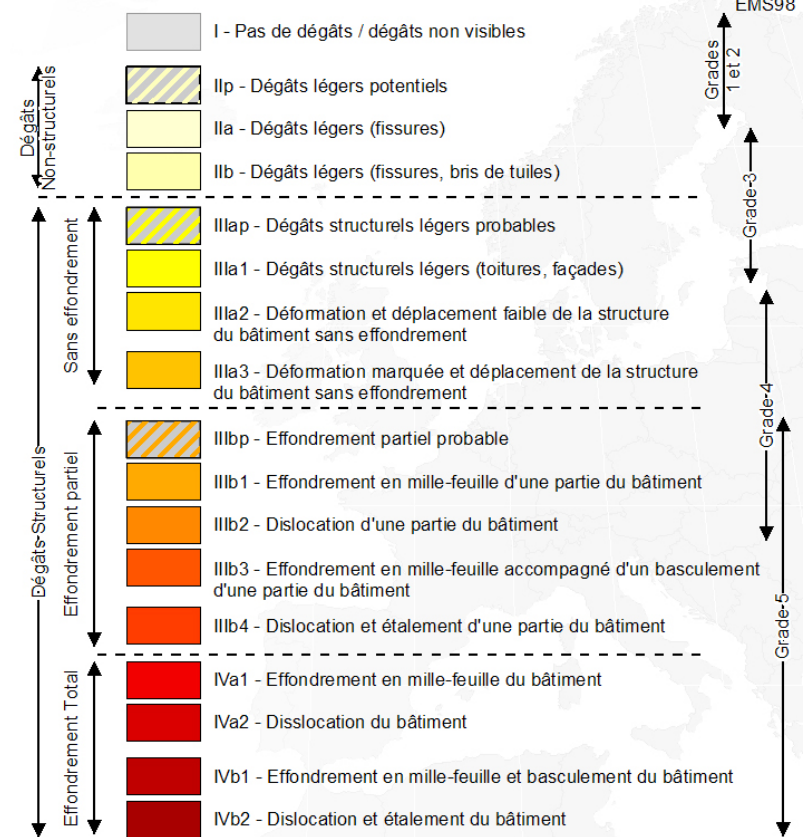 EMS98
I - Pas de dégâts / dégâts non visibles
Grades
1 et 2
Dégâts
Non-structurels
IIp - Dégâts légers potentiels
IIa - Dégâts légers (fissures)
IIb - Dégâts légers (fissures, bris de tuiles)
Grade-3
Dégâts-Structurels
Sans effondrement
IIIap - Dégâts structurels légers probables
IIIa1 - Dégâts structurels légers (toitures, façades)
IIIa2 - Déformation et déplacement faible de la structure
du bâtiment sans effondrement
IIIa3 - Déformation marquée et déplacement de la structure
du bâtiment sans effondrement
Grade-4
Effondrement partiel
IIIbp - Effondrement partiel probable
IIIb1 - Effondrement en mille-feuille d'une partie du bâtiment
IIIb2 - Dislocation d'une partie du bâtiment
IIIb3 - Effondrement en mille-feuille accompagné d'un basculement
d'une partie du bâtiment
IIIb4 - Dislocation et étalement d'une partie du bâtiment
Grade-5
Effondrement Total
IVa1 - Effondrement en mille-feuille du bâtiment
IVa2 - Disslocation du bâtiment
IVb1 - Effondrement en mille-feuille et basculement du bâtiment
IVb2 - Dislocation et étalement du bâtiment